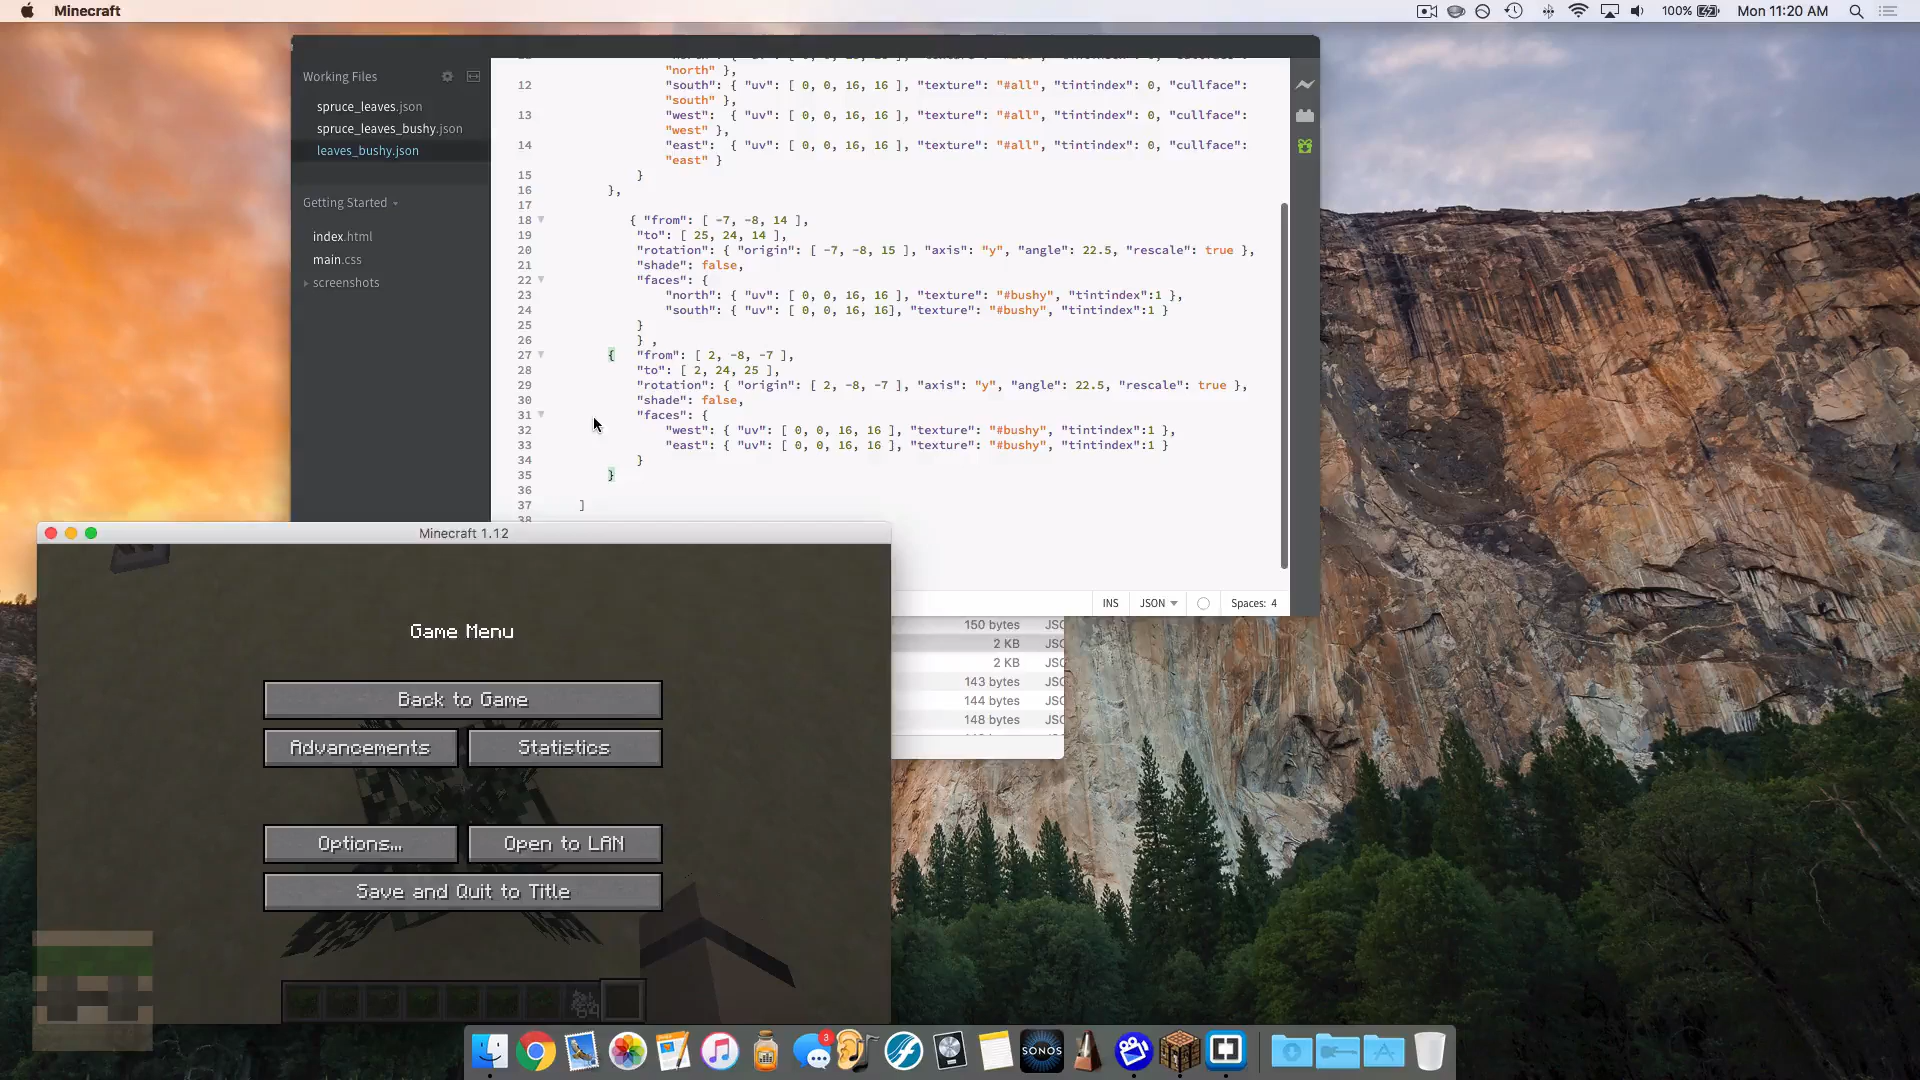 Minecraft
100%
Mon 11:20 AM
Working Files
spruce_leaves.json
spruce_leaves_bushy.json
leaves_bushy.json
Getting Started
index.html
main.css
screenshots
"north" },
12 "south": { "uv": [ 0, 0, 16, 16 ], "texture": "#all", "tintindex": 0, "cullface":
"south" },
13 "west":  { "uv": [ 0, 0, 16, 16 ], "texture": "#all", "tintindex": 0, "cullface":
"west" },
14 "east":  { "uv": [ 0, 0, 16, 16 ], "texture": "#all", "tintindex": 0, "cullface":
"east" }
15 }
16 },
17
18 { "from": [ -7, -8, 14 ],
19 "to": [ 25, 24, 14 ],
20 "rotation": { "origin": [ -7, -8, 15 ], "axis": "y", "angle": 22.5, "rescale": true },
21 "shade": false,
22 "faces": {
23 "north": { "uv": [ 0, 0, 16, 16 ], "texture": "#bushy", "tintindex":1 },
24 "south": { "uv": [ 0, 0, 16, 16], "texture": "#bushy", "tintindex":1 }
25 }
26 } ,
27 { "from": [ 2, -8, -7 ],
28 "to": [ 2, 24, 25 ],
29 "rotation": { "origin": [ 2, -8, -7 ], "axis": "y", "angle": 22.5, "rescale": true },
30 "shade": false,
31 "faces": {
32 "west": { "uv": [ 0, 0, 16, 16 ], "texture": "#bushy", "tintindex":1 },
33 "east": { "uv": [ 0, 0, 16, 16 ], "texture": "#bushy", "tintindex":1 }
34 }
35 }
36
37 ]
38
INS JSON Spaces: 4
150 bytes JSO
2 KB JSO
2 KB JSO
143 bytes JSO
144 bytes JSO
148 bytes JSO
Minecraft 1.12
Game Menu
Back to Game
Advancements
Statistics
Options...
Open to LAN
Save and Quit to Title
3
SONOS